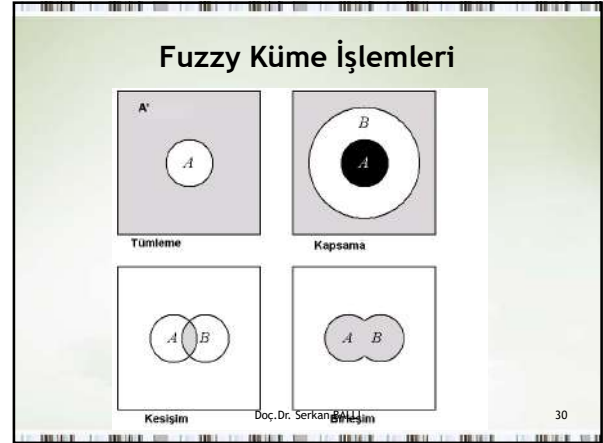 Fuzzy Küme İşlemleri
A'
A
B
A
Tümleme
Kapsama
A B
A B
Kesişim
Birleşim
Doç.Dr. Serkan BALLI
30